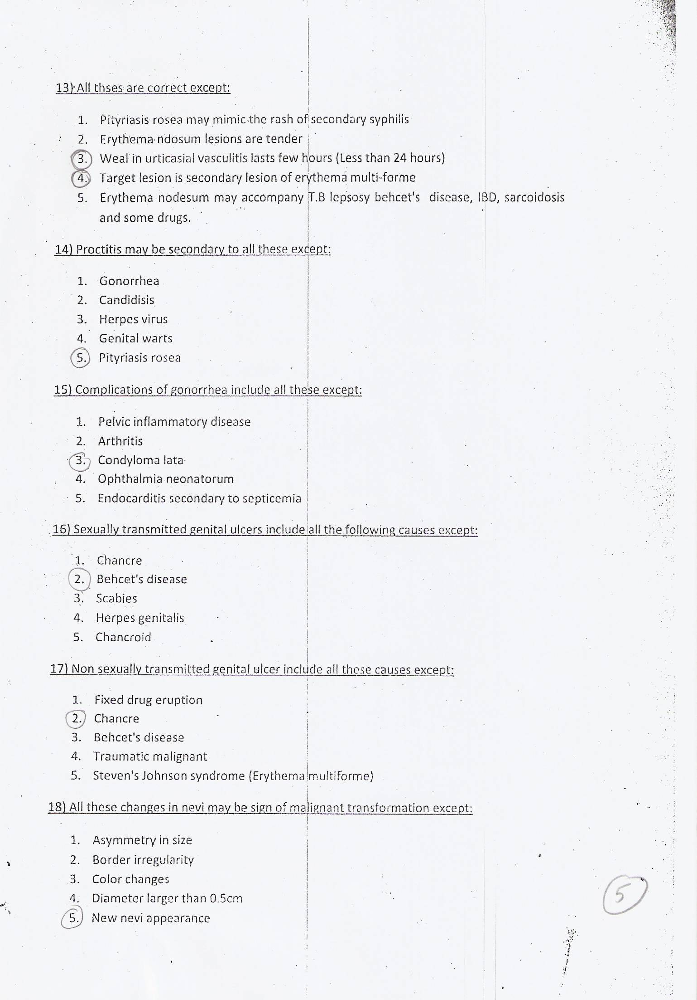 13) All thses are correct except:
1. Pityriasis rosea may mimic the rash of secondary syphilis
2. Erythema ndosum lesions are tender
3. Weal in urticasial vasculitis lasts few hours (Less than 24 hours)
4. Target lesion is secondary lesion of erythema multi-forme
5. Erythema nodesum may accompany T.B lepsosy behcet's disease, IBD, sarcoidosis
and some drugs.
14) Proctitis may be secondary to all these except:
1. Gonorrhea
2. Candidisis
3. Herpes virus
4. Genital warts
5. Pityriasis rosea
15) Complications of gonorrhea include all these except:
1. Pelvic inflammatory disease
2. Arthritis
3. Condyloma lata
4. Ophthalmia neonatorum
5. Endocarditis secondary to septicemia
16) Sexually transmitted genital ulcers include all the following causes except:
1. Chancre
2. Behcet's disease
3. Scabies
4. Herpes genitalis
5. Chancroid
17) Non sexually transmitted genital ulcer include all these causes except:
1. Fixed drug eruption
2. Chancre
3. Behcet's disease
4. Traumatic malignant
5. Steven's Johnson syndrome (Erythema multiforme)
18) All these changes in nevi may be sign of malignant transformation except:
1. Asymmetry in size
2. Border irregularity
3. Color changes
4. Diameter larger than 0.5cm
5. New nevi appearance
5